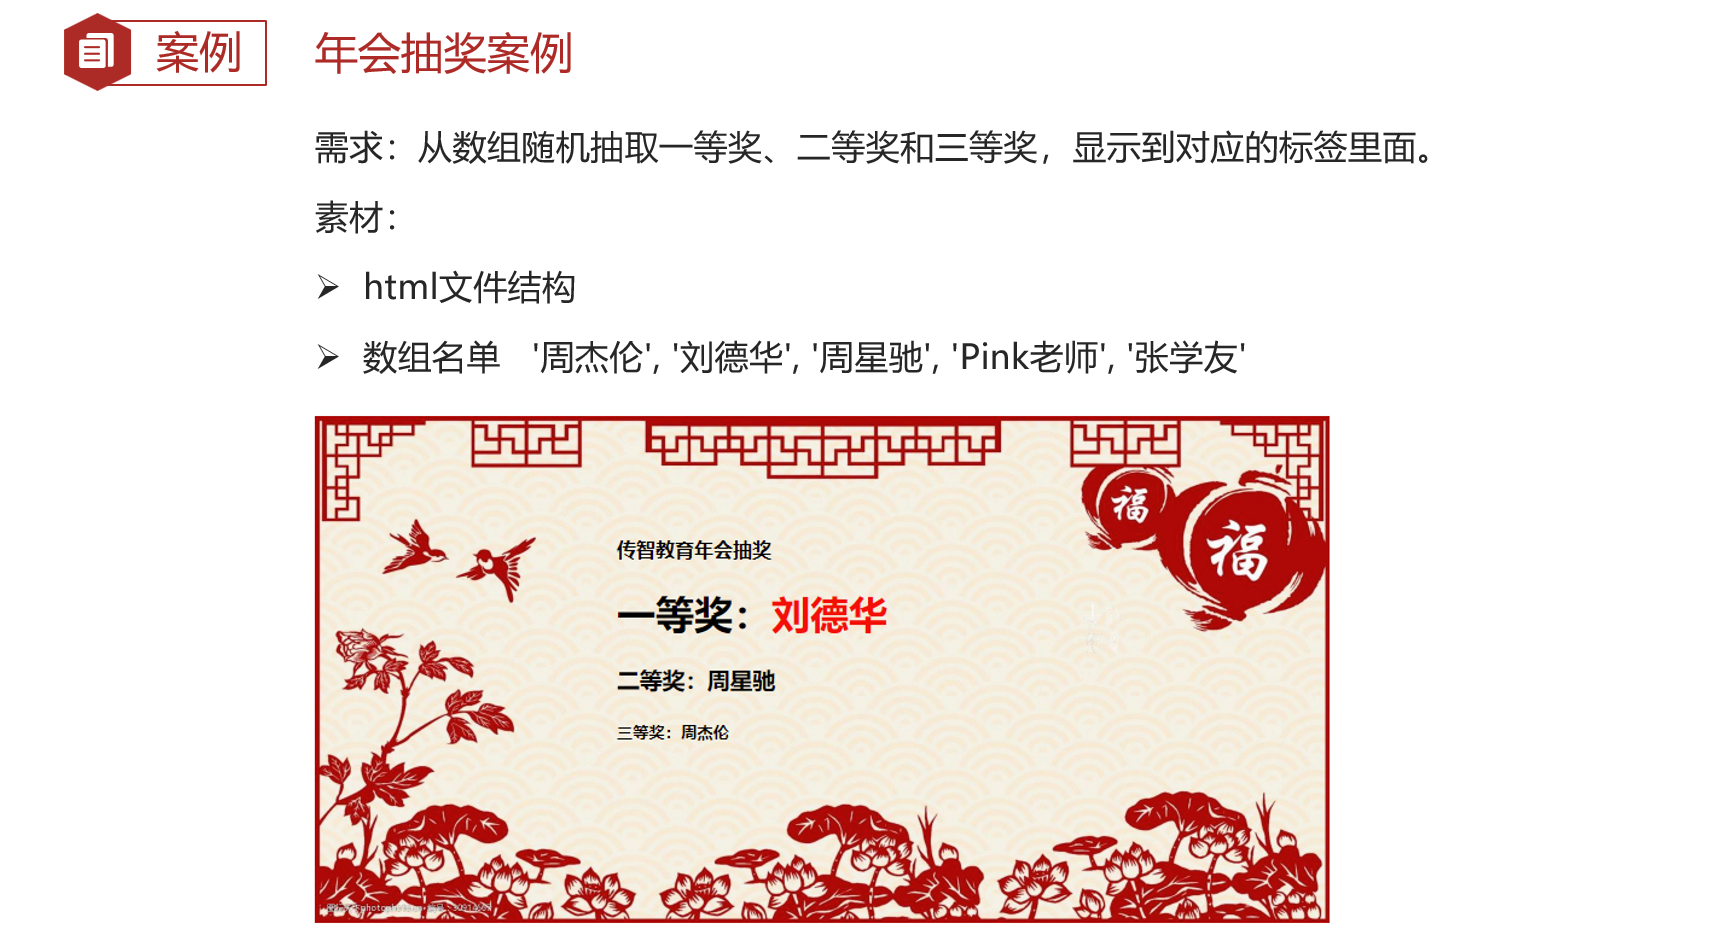 案例
年会抽奖案例
需求：从数组随机抽取一等奖、二等奖和三等奖，显示到对应的标签里面。
素材：
➢ html文件结构
➢ 数组名单 '周杰伦', '刘德华', '周星驰', 'Pink老师', '张学友'
福
福
传智教育年会抽奖
一等奖：刘德华
二等奖：周星驰
三等奖：周杰伦